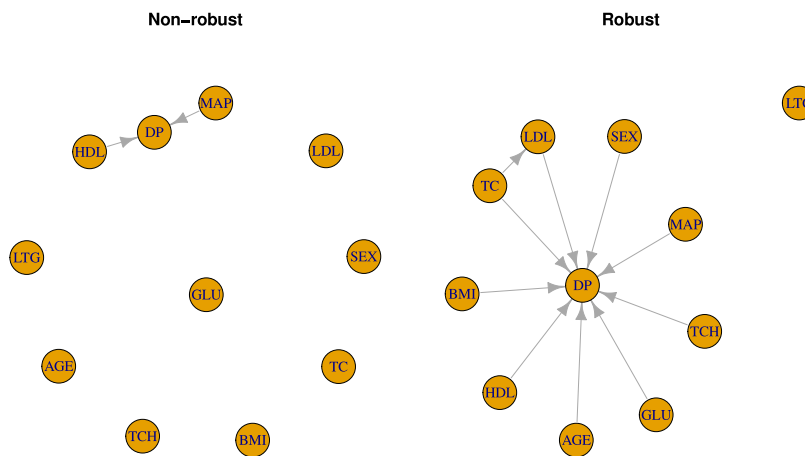 Non-robust
MAP
DP
HDL
LDL
LTG
SEX
GLU
AGE
TC
TCH
BMI
Robust
LTG
LDL
SEX
TC
MAP
DP
BMI
TCH
HDL
GLU
AGE